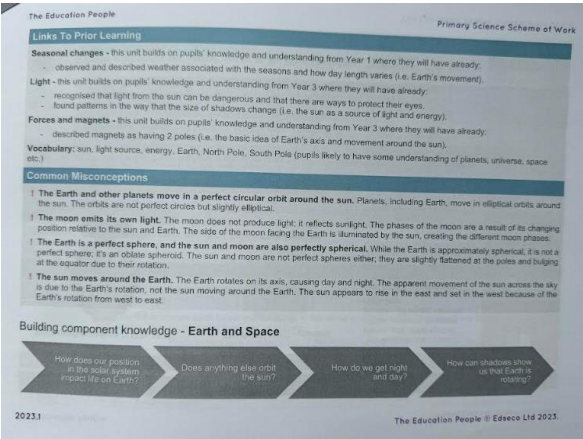 The Education People
Primary Science Scheme of Work
Links To Prior Learning
Seasonal changes - this unit builds on pupils' knowledge and understanding from Year 1 where they will have already:
- observed and described weather associated with the seasons and how day length varies (i.e. Earth's movement).
Light - this unit builds on pupils' knowledge and understanding from Year 3 where they will have already:
- recognised that light from the sun can be dangerous and that there are ways to protect their eyes.
- found patterns in the way that the size of shadows change (i.e. the sun as a source of light and energy).
Forces and magnets - this unit builds on pupils' knowledge and understanding from Year 3 where they will have already:
- described magnets as having 2 poles (i.e. the basic idea of Earth's axis and movement around the sun).
Vocabulary: sun, light source, energy, Earth, North Pole, South Pole (pupils likely to have some understanding of planets, universe, space
etc.)
Common Misconceptions
! The Earth and other planets move in a perfect circular orbit around the sun. Planets, including Earth, move in elliptical orbits around
the sun. The orbits are not perfect circles but slightly elliptical.
! The moon emits its own light. The moon does not produce light; it reflects sunlight. The phases of the moon are a result of its changing
position relative to the sun and Earth. The side of the moon facing the Earth is illuminated by the sun, creating the different moon phases.
! The Earth is a perfect sphere, and the sun and moon are also perfectly spherical. While the Earth is approximately spherical, it is not a
perfect sphere; it's an oblate spheroid. The sun and moon are not perfect spheres either; they are slightly flattened at the poles and bulging
at the equator due to their rotation.
! The sun moves around the Earth. The Earth rotates on its axis, causing day and night. The apparent movement of the sun across the sky
is due to the Earth's rotation, not the sun moving around the Earth. The sun appears to rise in the east and set in the west because of the
Earth's rotation from west to east.
Building component knowledge - Earth and Space
How does our position
in the solar system
impact life on Earth?
Does anything else orbit
the sun?
How do we get night
and day?
How can shadows show
us that Earth is
rotating?
2023.1
The Education People © Edseco Ltd 2023.